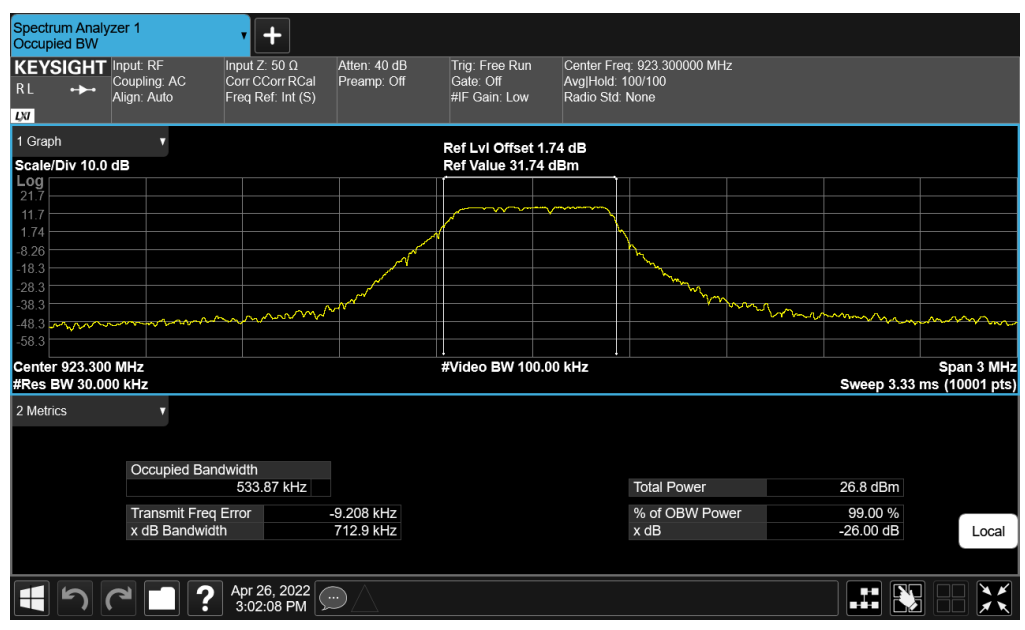 Spectrum Analyzer 1
Occupied BW
KEYSIGHT
R L
LXI
Input: RF
Coupling: AC
Align: Auto
Input Z: 50 Ω
Corr CCorr RCal
Freq Ref: Int (S)
Atten: 40 dB
Preamp: Off
Trig: Free Run
Gate: Off
#IF Gain: Low
Center Freq: 923.300000 MHz
Avg|Hold: 100/100
Radio Std: None
1 Graph
Scale/Div 10.0 dB
Ref Lvl Offset 1.74 dB
Ref Value 31.74 dBm
Log
21.7
11.7
1.74
-8.26
-18.3
-28.3
-38.3
-48.3
-58.3
Center 923.300 MHz
#Res BW 30.000 kHz
#Video BW 100.00 kHz
Span 3 MHz
Sweep 3.33 ms (10001 pts)
2 Metrics
Occupied Bandwidth
533.87 kHz
Transmit Freq Error -9.208 kHz
x dB Bandwidth 712.9 kHz
Total Power 26.8 dBm
% of OBW Power 99.00 %
x dB -26.00 dB
Local
?
Apr 26, 2022
3:02:08 PM